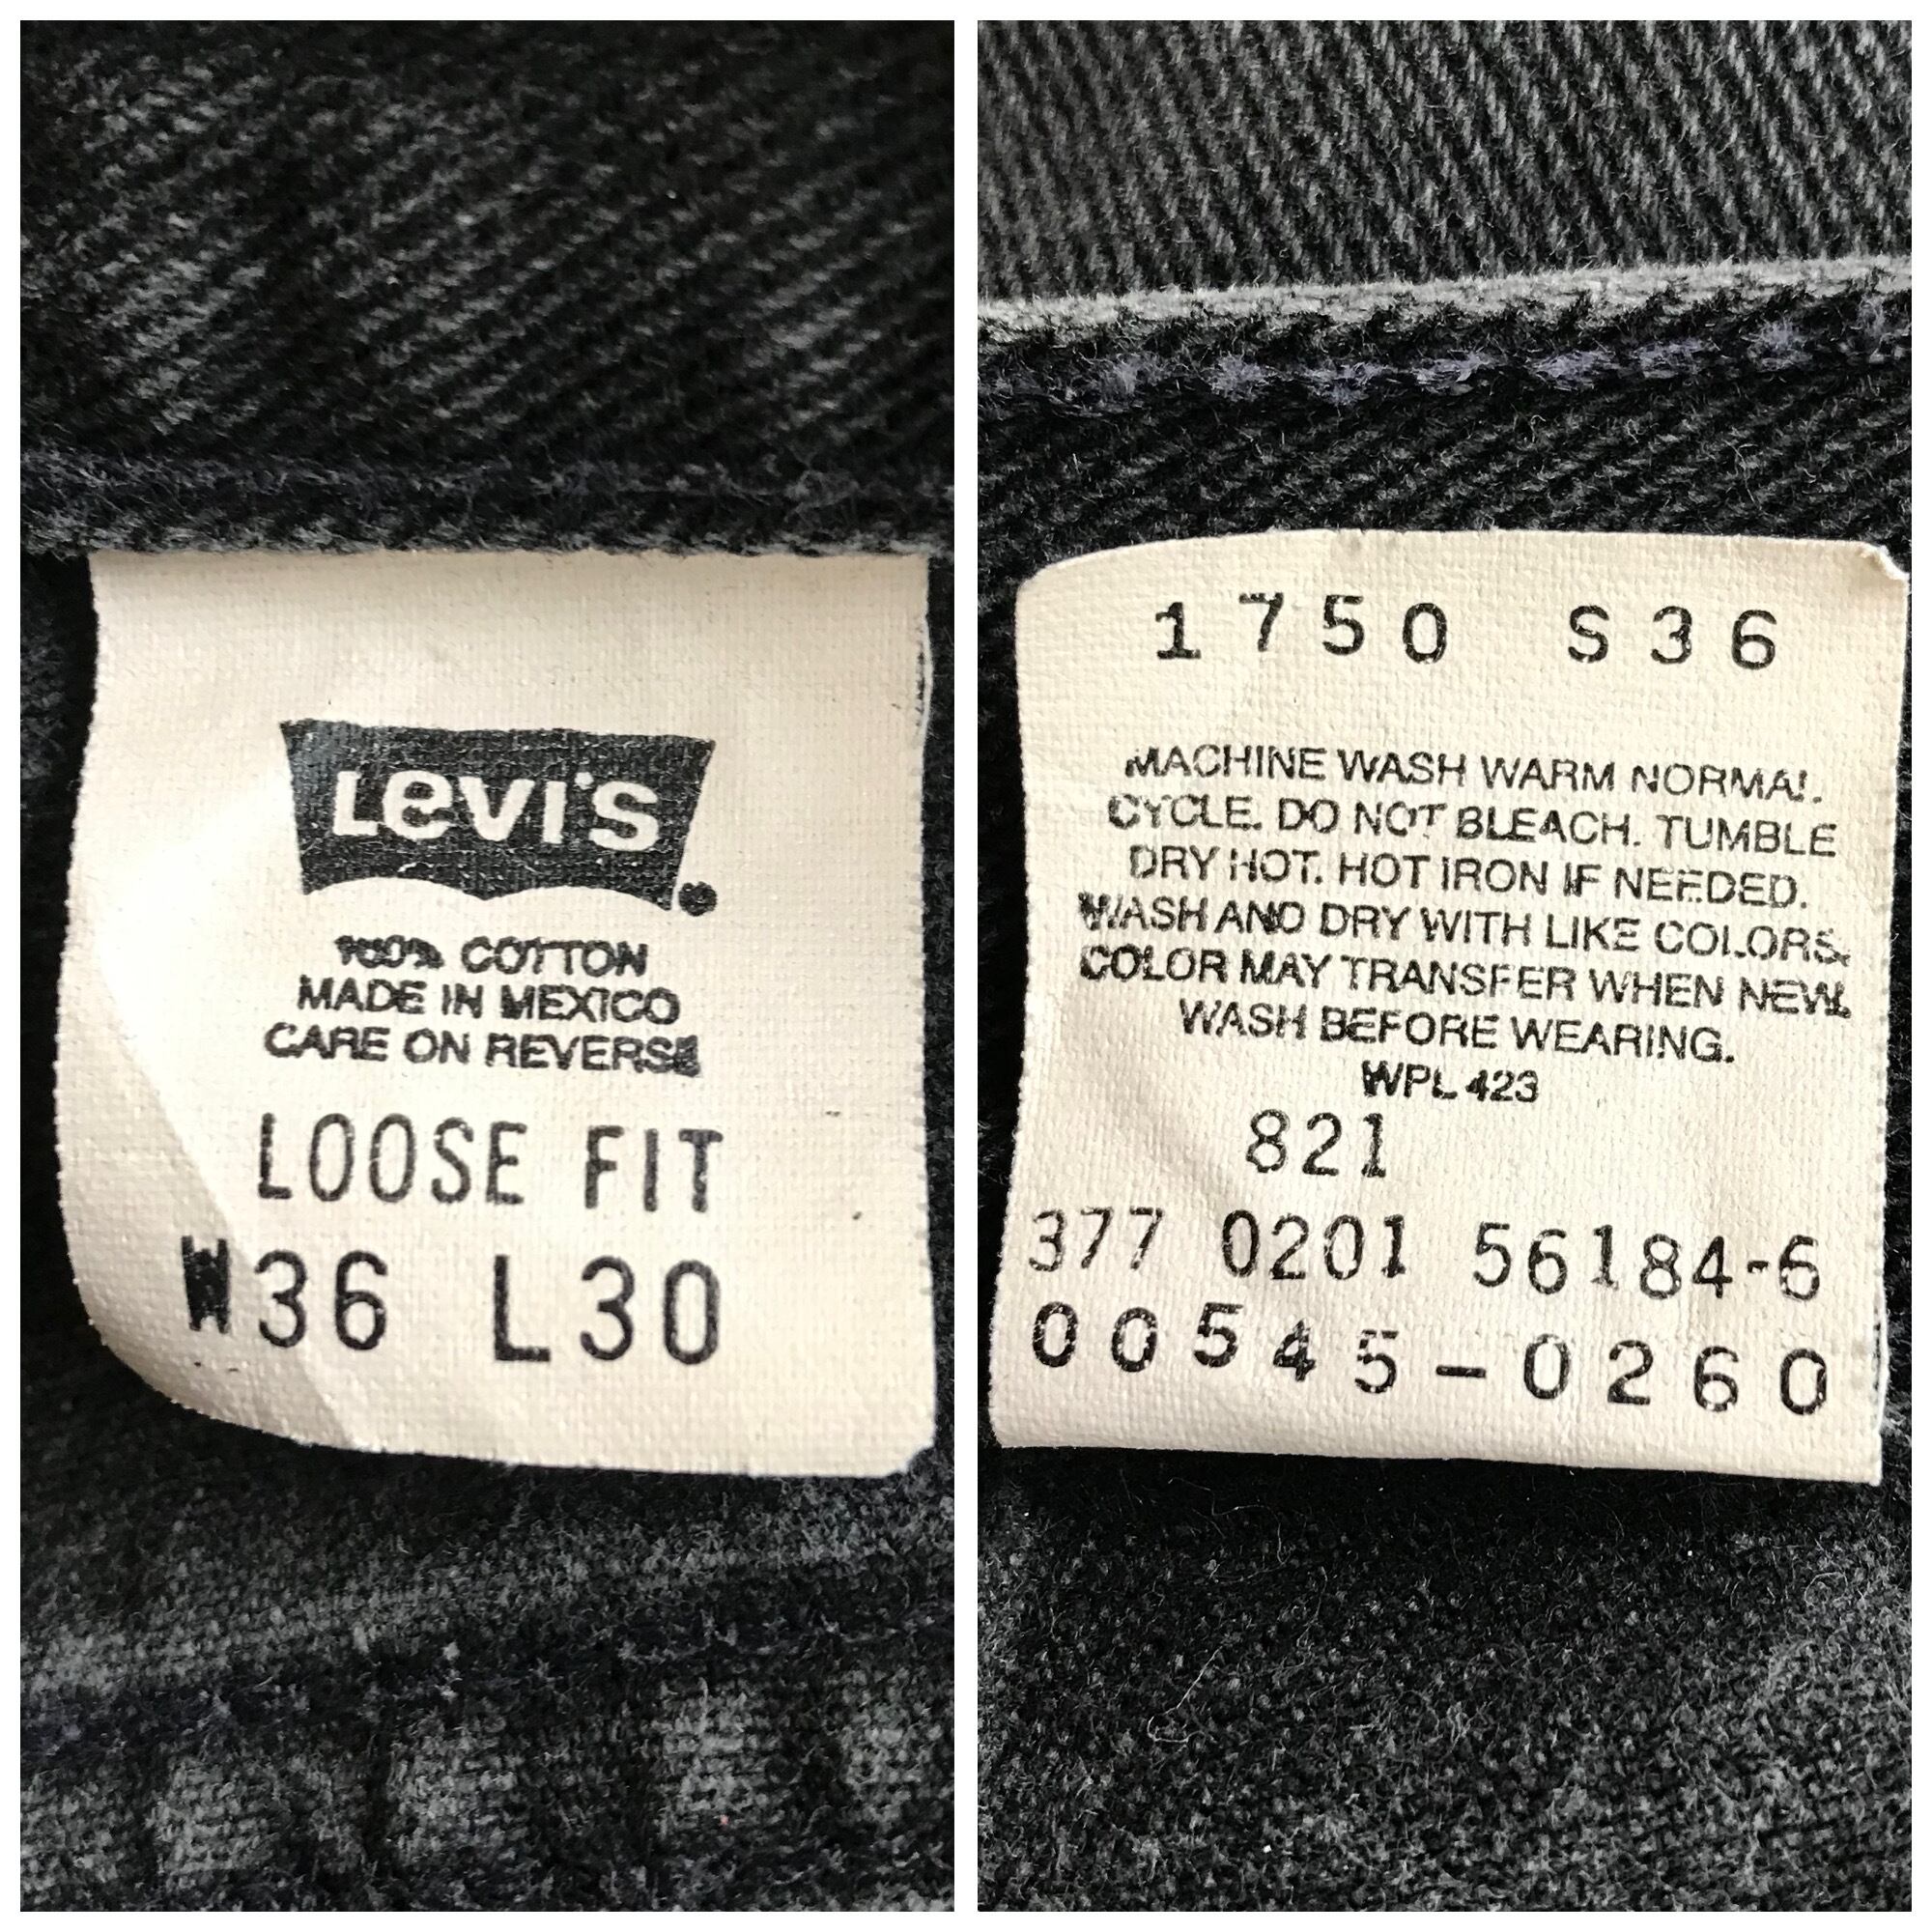 Levi's
100% COTTON
MADE IN MEXICO
CARE ON REVERSE
LOOSE FIT
W36 L30
1750 S36
MACHINE WASH WARM NORMAL
CYCLE. DO NOT BLEACH. TUMBLE
DRY HOT. HOT IRON IF NEEDED.
WASH AND DRY WITH LIKE COLORS.
COLOR MAY TRANSFER WHEN NEW.
WASH BEFORE WEARING.
WPL 423
821
377 0201 56184-6
00545-0260